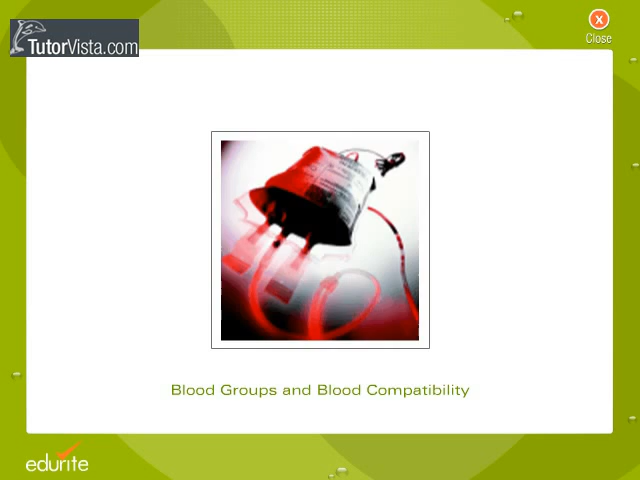 TutorVista.com
x
Close
Blood Groups and Blood Compatibility
edurite